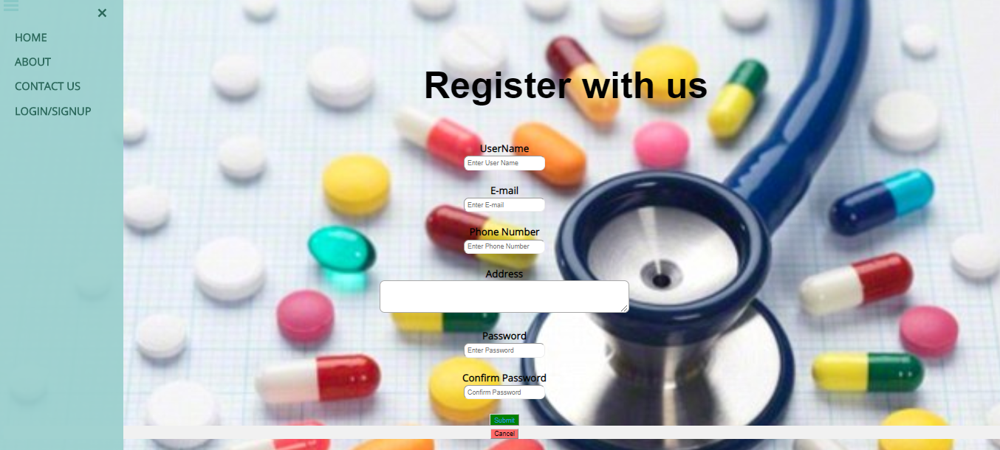 ×
HOME
ABOUT
CONTACT US
LOGIN/SIGNUP
Register with us
UserName
Enter User Name
E-mail
Enter E-mail
Phone Number
Enter Phone Number
Address
Password
Enter Password
Confirm Password
Confirm Password
Submit
Cancel